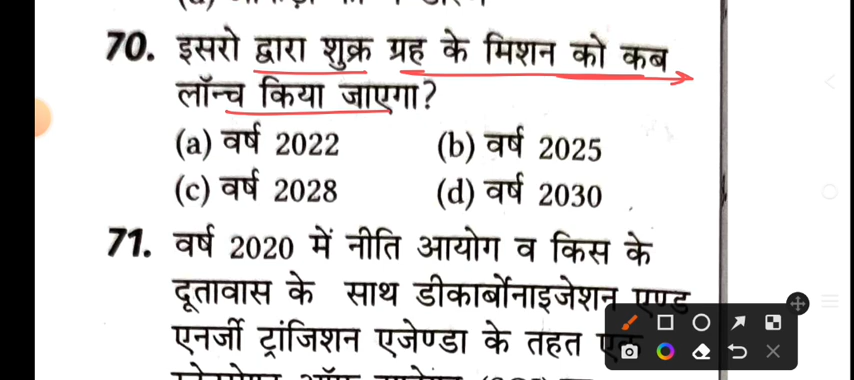 70. इसरो द्वारा शुक्र ग्रह के मिशन को कब
लॉन्च किया जाएगा?
(a) वर्ष 2022 (b) वर्ष 2025
(c) वर्ष 2028 (d) वर्ष 2030
71. वर्ष 2020 में नीति आयोग व किस के
दूतावास के साथ डीकार्बोनाइजेशन एण्ड
एनर्जी ट्रांजिशन एजेण्डा के तहत